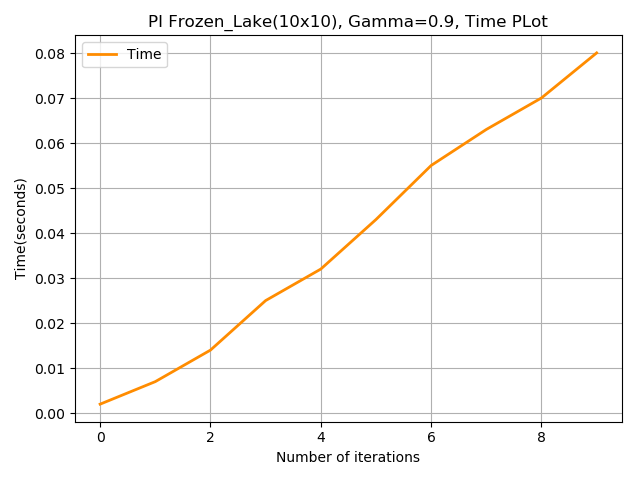 PI Frozen_Lake(10x10), Gamma=0.9, Time PLot
Time
0.08
0.07
0.06
0.05
0.04
0.03
0.02
0.01
0.00
Time(seconds)
0 2 4 6 8
Number of iterations